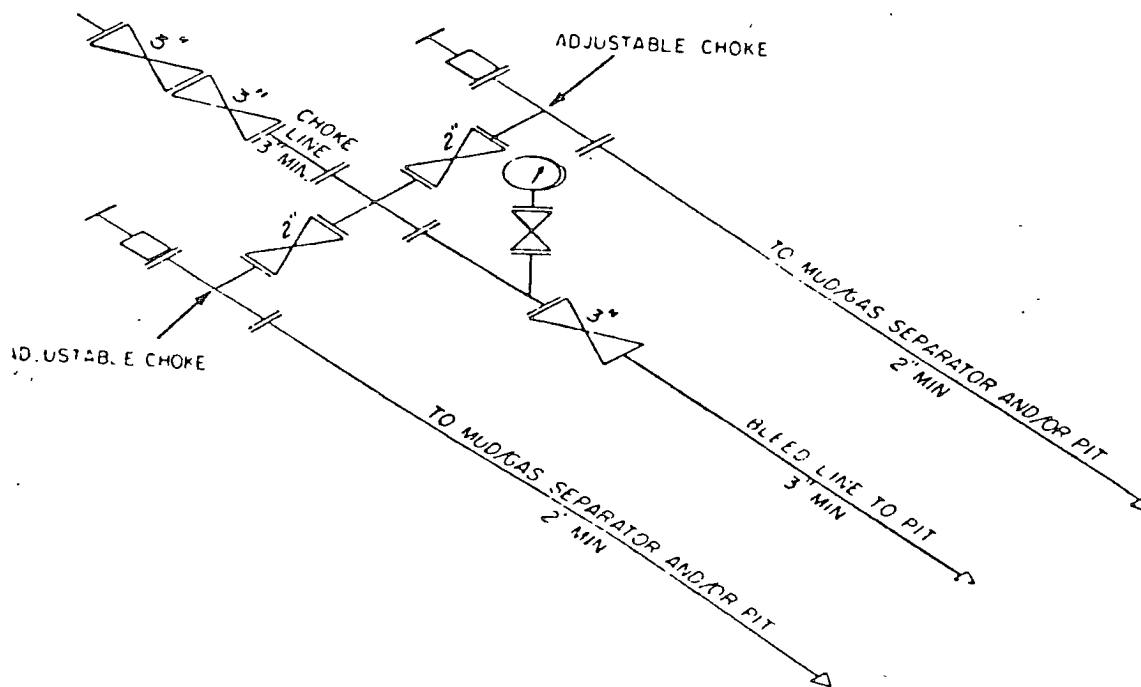 ADJUSTABLE CHOKE
3"
3"
CHOKE
LINE
3" MIN.
2"
2"
3"
ADJUSTABLE CHOKE
TO MUD/GAS SEPARATOR AND/OR PIT
2" MIN
BLEED LINE TO PIT
3" MIN
TO MUD/GAS SEPARATOR AND/OR PIT
2" MIN